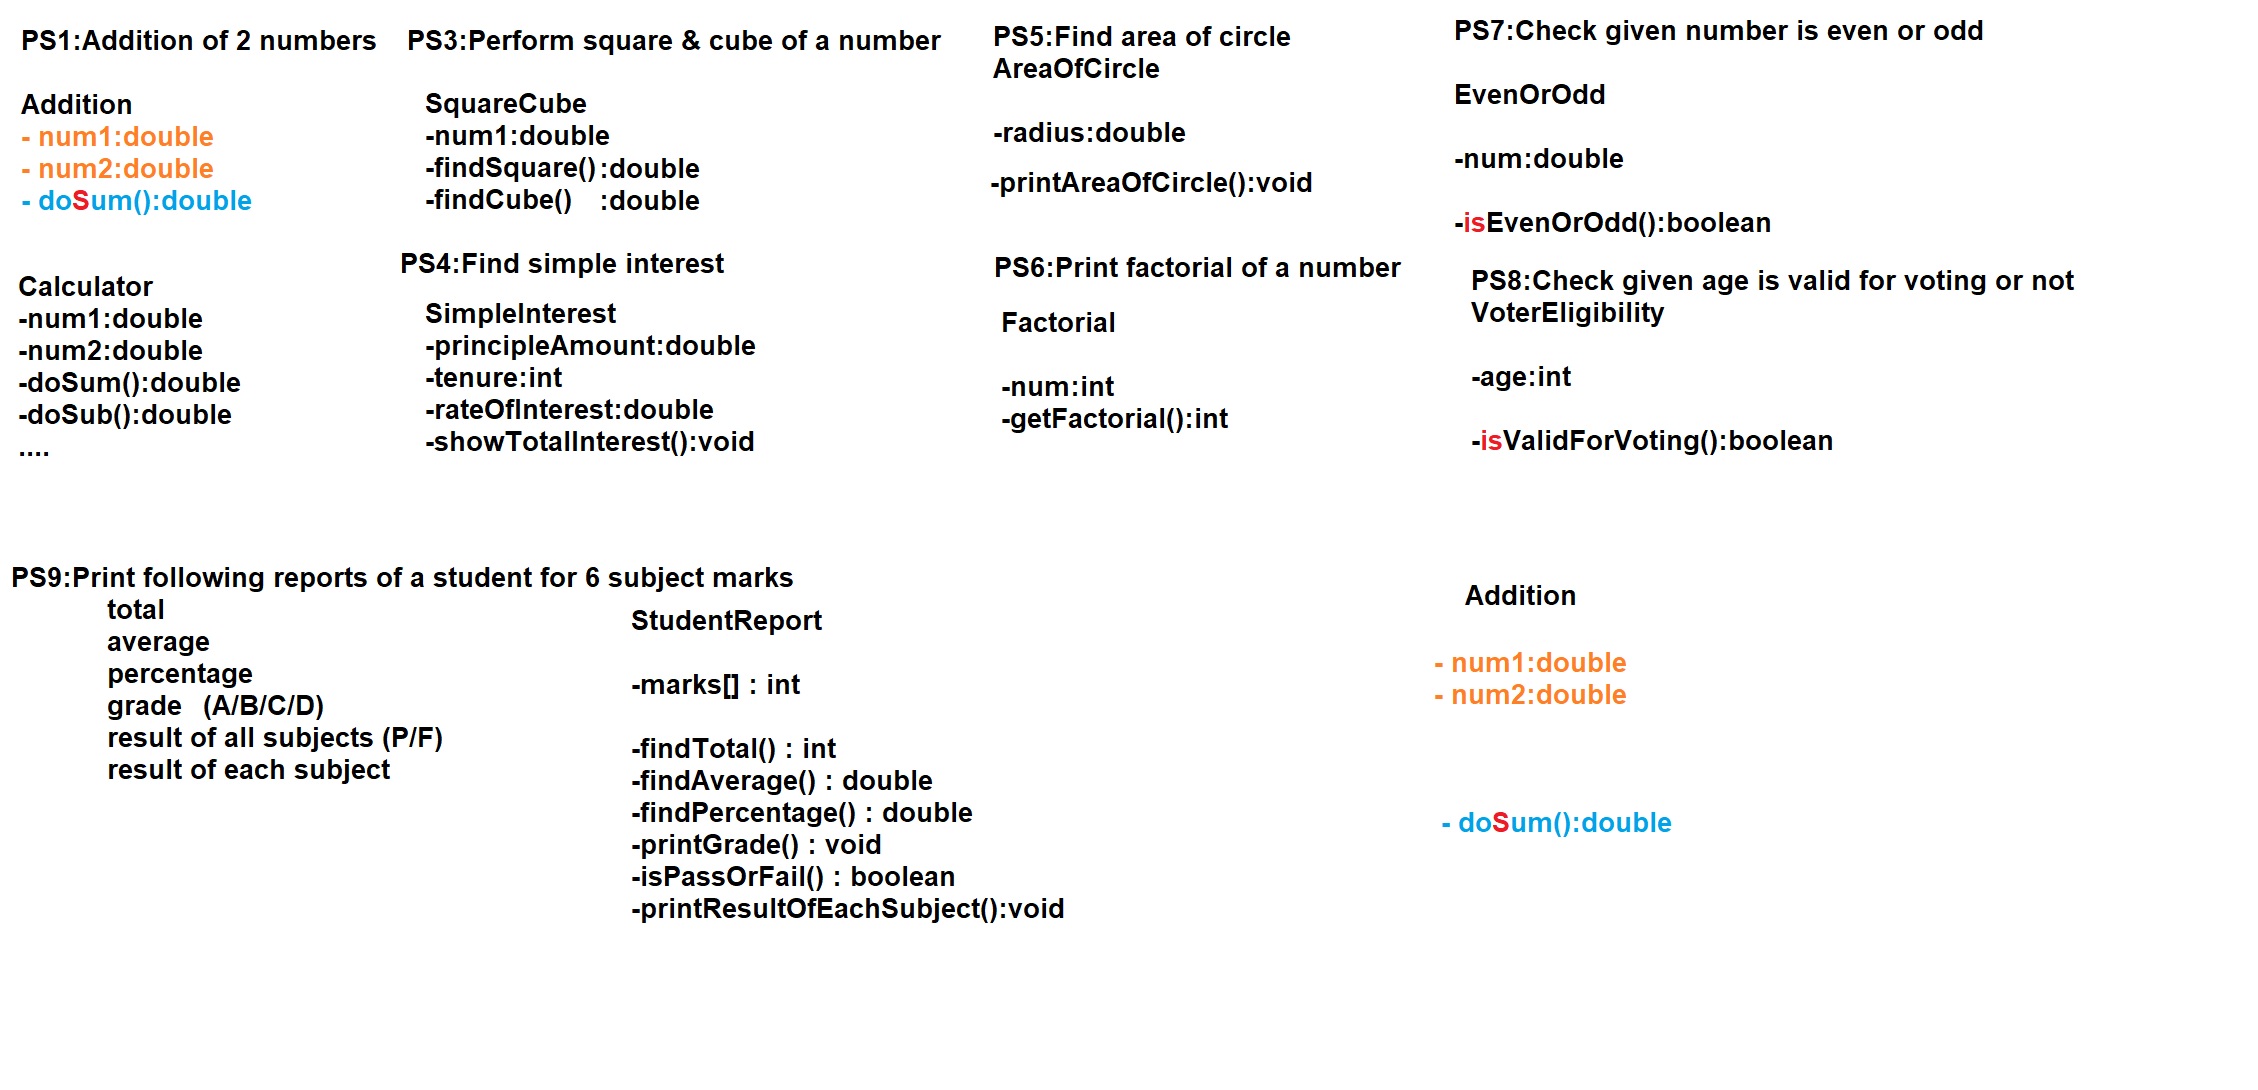 PS1:Addition of 2 numbers
Addition
- num1:double
- num2:double
- doSum():double
Calculator
-num1:double
-num2:double
-doSum():double
-doSub():double
....
PS3:Perform square & cube of a number
SquareCube
-num1:double
-findSquare():double
-findCube() :double
PS4:Find simple interest
SimpleInterest
-principleAmount:double
-tenure:int
-rateOfInterest:double
-showTotalInterest():void
PS5:Find area of circle
AreaOfCircle
-radius:double
-printAreaOfCircle():void
PS6:Print factorial of a number
Factorial
-num:int
-getFactorial():int
PS7:Check given number is even or odd
EvenOrOdd
-num:double
-isEvenOrOdd():boolean
PS8:Check given age is valid for voting or not
VoterEligibility
-age:int
-isValidForVoting():boolean
PS9:Print following reports of a student for 6 subject marks
total
average
percentage
grade (A/B/C/D)
result of all subjects (P/F)
result of each subject
StudentReport
-marks[] : int
-findTotal() : int
-findAverage() : double
-findPercentage() : double
-printGrade() : void
-isPassOrFail() : boolean
-printResultOfEachSubject():void
Addition
- num1:double
- num2:double
- doSum():double